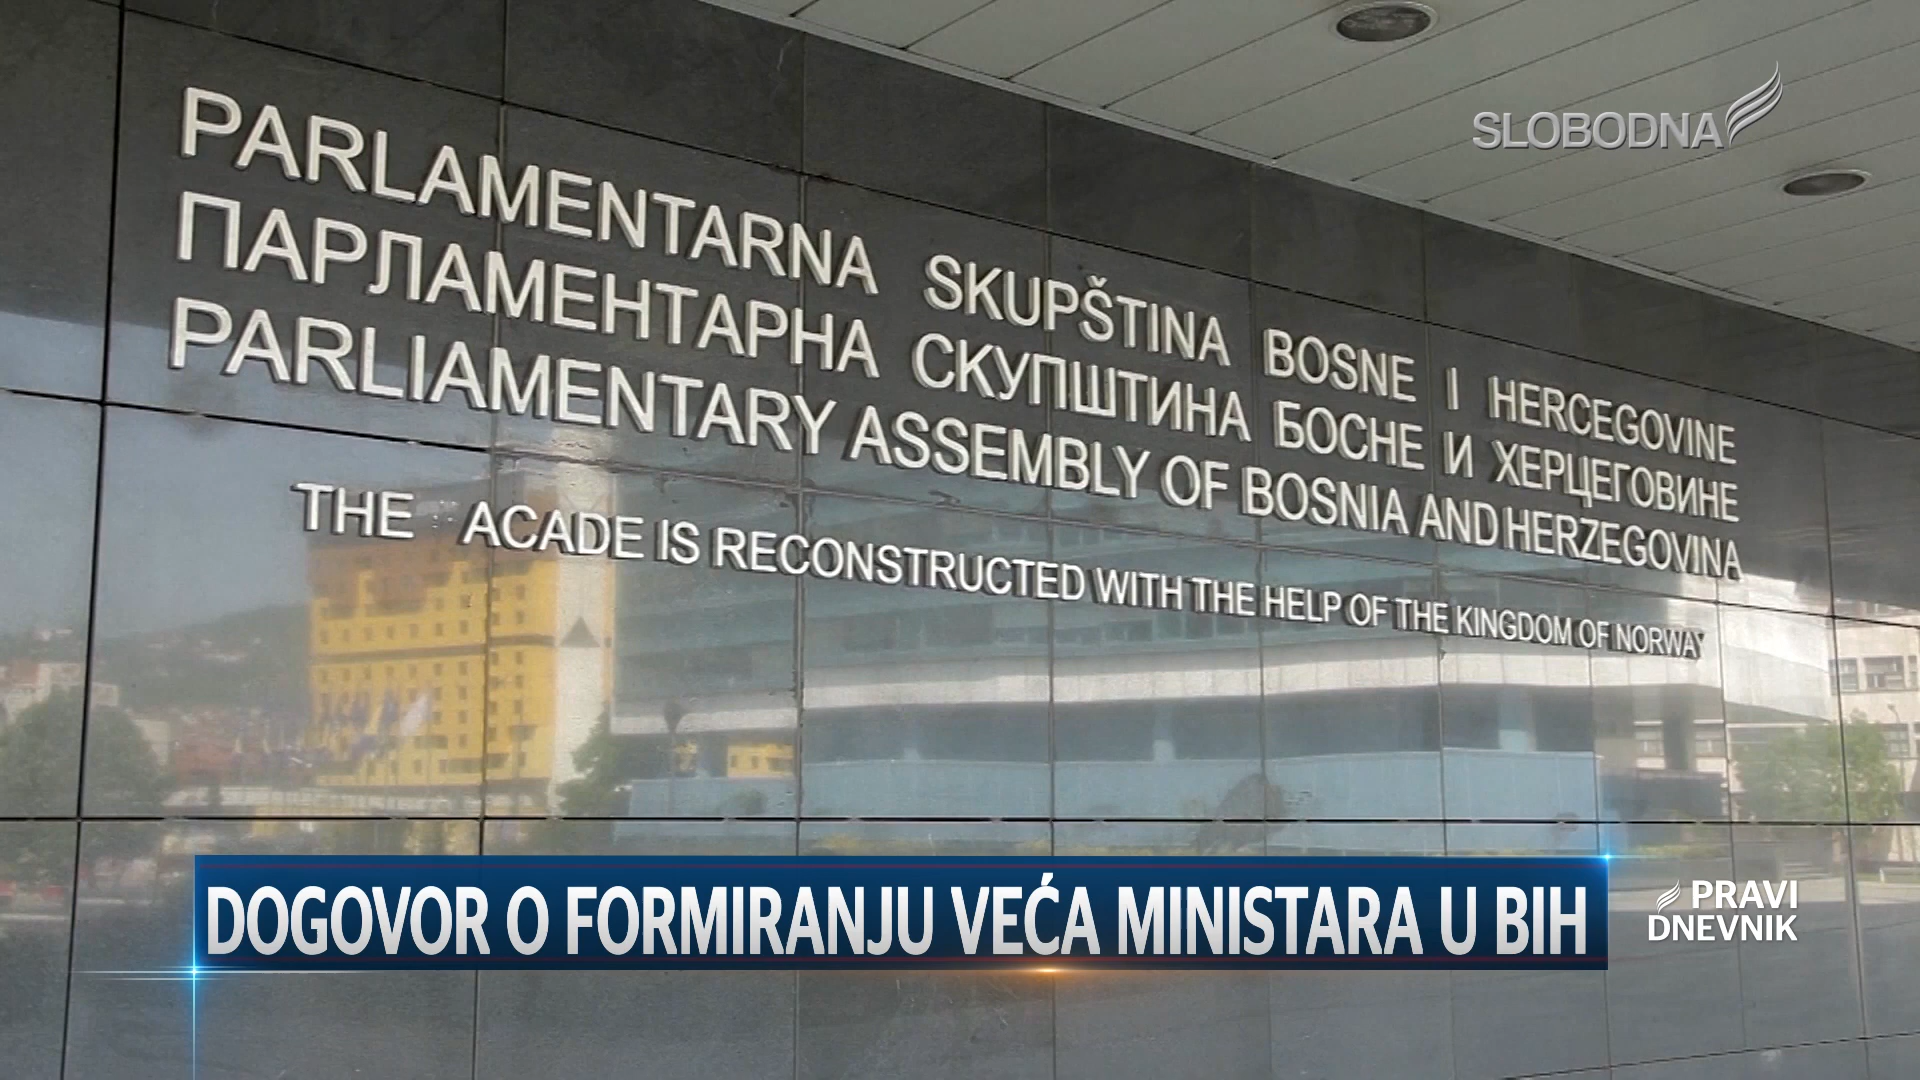 SLOBODNA
PARLAMENTARNA SKUPŠTINA BOSNE I HERCEGOVINE
ПАРЛАМЕНТАРНА СКУПШТИНА БОСНЕ И ХЕРЦЕГОВИНЕ
PARLIAMENTARY ASSEMBLY OF BOSNIA AND HERZEGOVINA
THE ACADE IS RECONSTRUCTED WITH THE HELP OF THE KINGDOM OF NORWAY
DOGOVOR O FORMIRANJU VEĆA MINISTARA U BIH
PRAVI
DNEVNIK